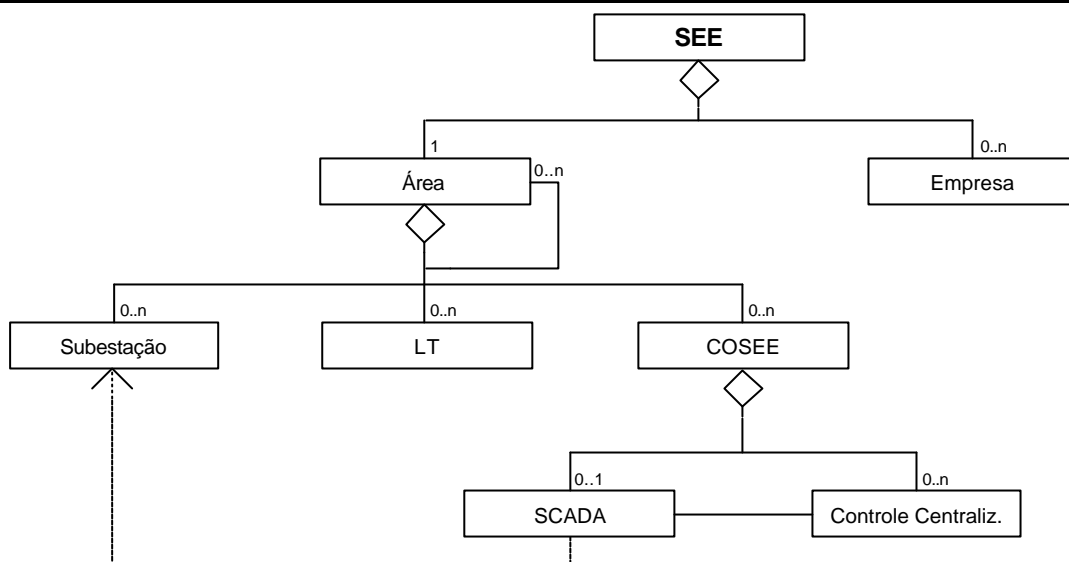 SEE
1
0..n
Área
0..n
Empresa
0..n
0..n
0..n
Subestação
LT
COSEE
0..1
0..n
SCADA
Controle Centraliz.